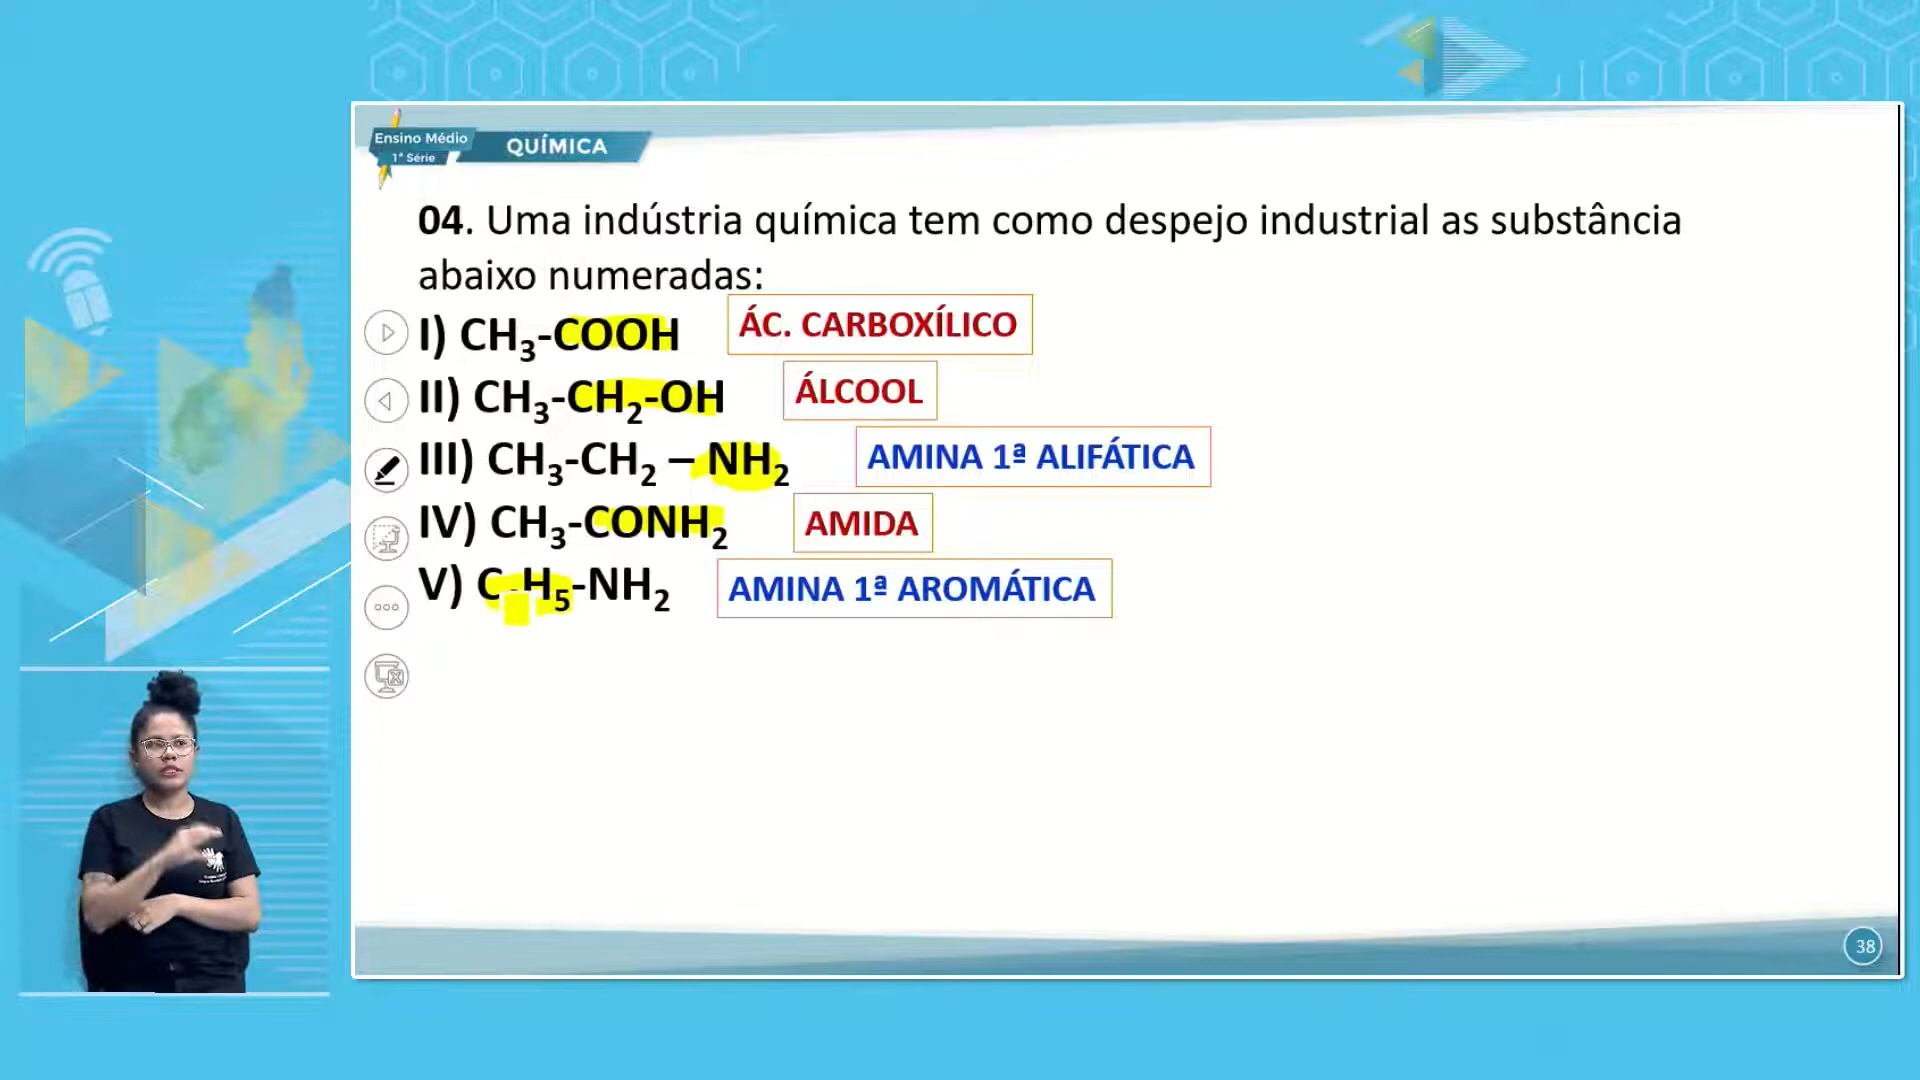 Ensino Médio
1ª Série
QUÍMICA
04. Uma indústria química tem como despejo industrial as substância
abaixo numeradas:
I) CH₃-COOH ÁC. CARBOXÍLICO
II) CH₃-CH₂-OH ÁLCOOL
III) CH₃-CH₂ – NH₂ AMINA 1ª ALIFÁTICA
IV) CH₃-CONH₂ AMIDA
V) C H₅-NH₂ AMINA 1ª AROMÁTICA
38